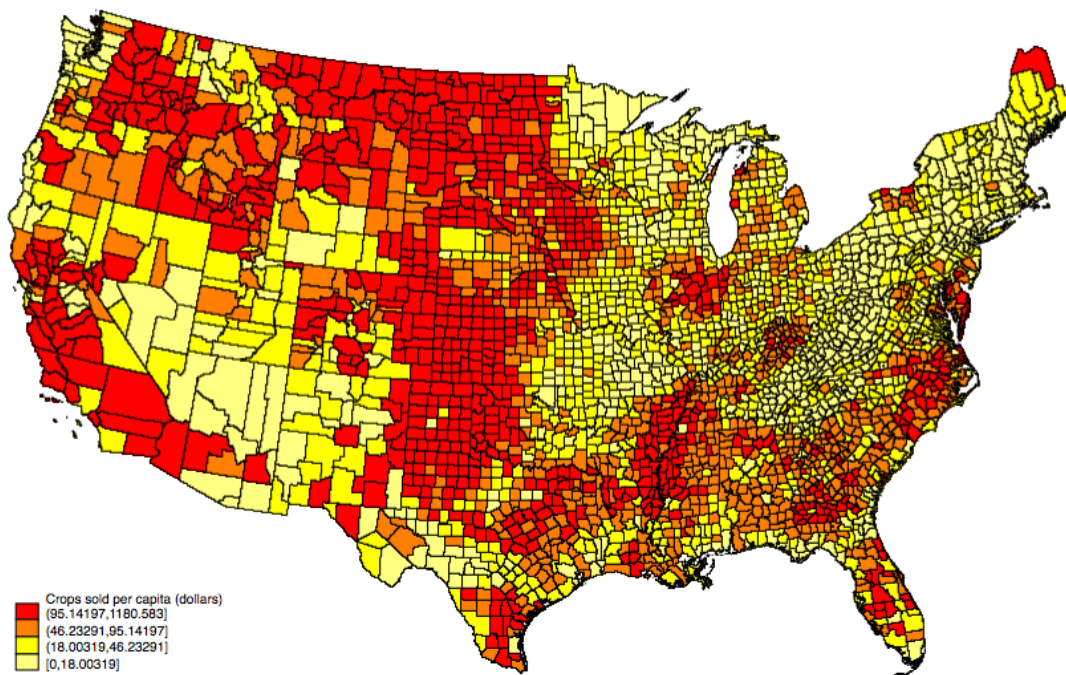 Crops sold per capita (dollars)
(95.14197,1180.583]
(46.23291,95.14197]
(18.00319,46.23291]
[0,18.00319]